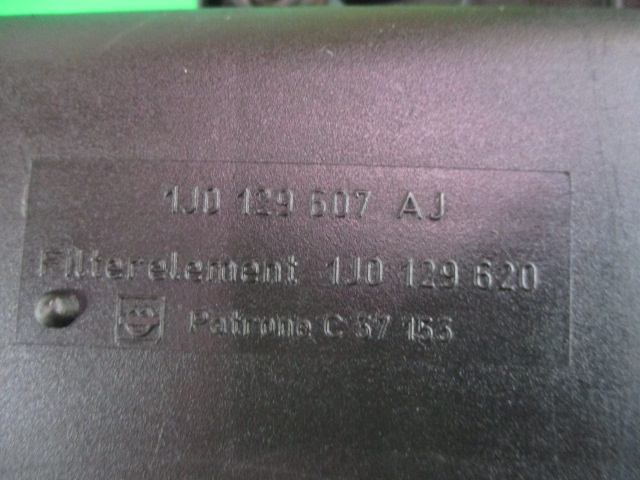 1J0 129 607 AJ
Filterelement 1J0 129 620
Patrone C 37 153